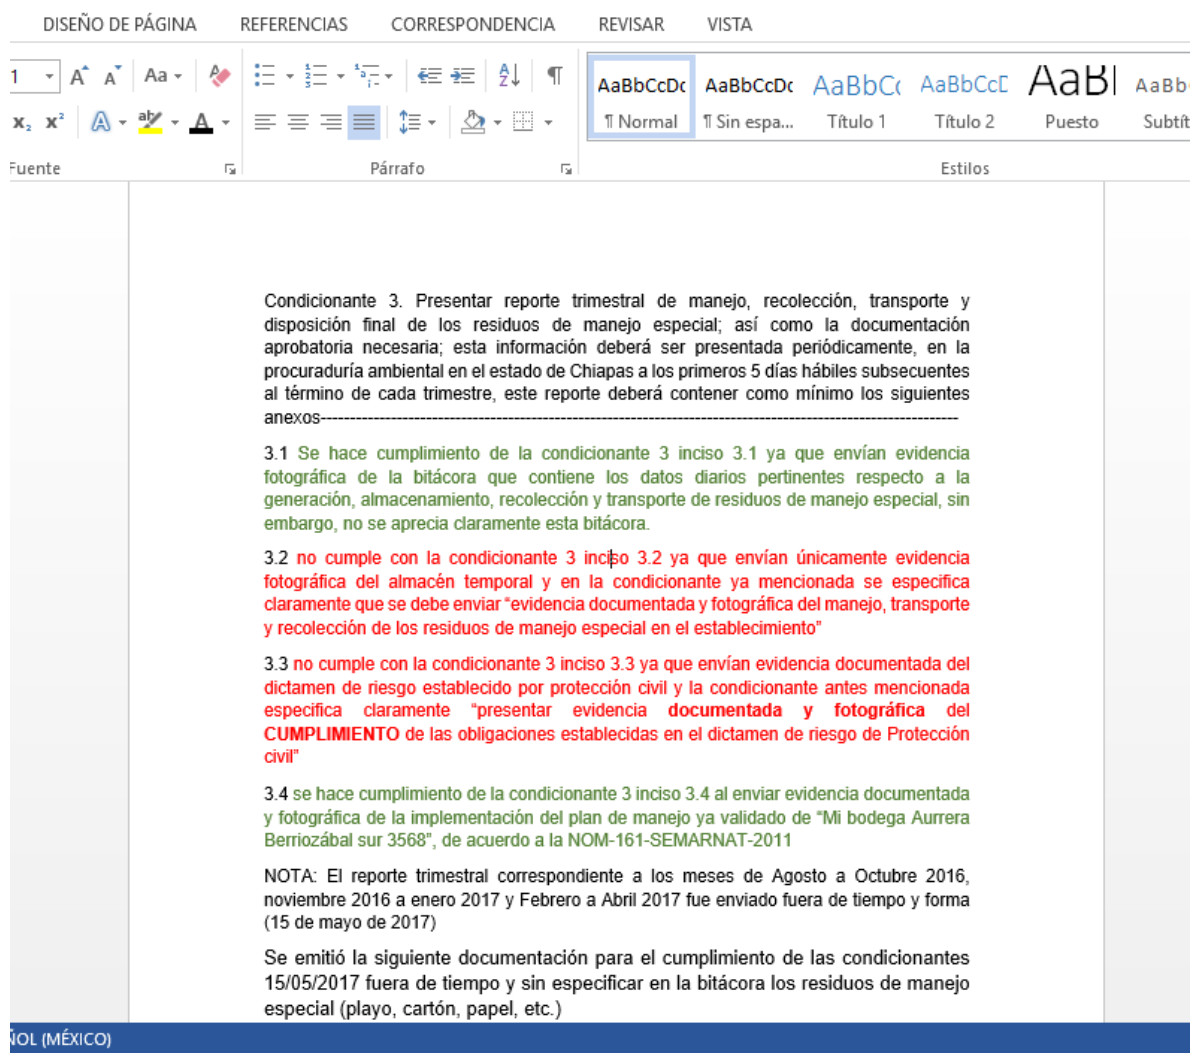 DISEÑO DE PÁGINA REFERENCIAS CORRESPONDENCIA REVISAR VISTA
1 A A Aa
AaBbCcDc AaBbCcDc AaBbC AaBbCcD AaB AaBb
x₂ x² A aby A
¶ Normal ¶ Sin espa... Título 1 Título 2 Puesto Subtít
Fuente Párrafo Estilos
Condicionante 3. Presentar reporte trimestral de manejo, recolección, transporte y
disposición final de los residuos de manejo especial; así como la documentación
aprobatoria necesaria; esta información deberá ser presentada periódicamente, en la
procuraduría ambiental en el estado de Chiapas a los primeros 5 días hábiles subsecuentes
al término de cada trimestre, este reporte deberá contener como mínimo los siguientes
anexos-------------------------------------------------------------------------------------------------------------
3.1 Se hace cumplimiento de la condicionante 3 inciso 3.1 ya que envían evidencia
fotográfica de la bitácora que contiene los datos diarios pertinentes respecto a la
generación, almacenamiento, recolección y transporte de residuos de manejo especial, sin
embargo, no se aprecia claramente esta bitácora.
3.2 no cumple con la condicionante 3 inciso 3.2 ya que envían únicamente evidencia
fotográfica del almacén temporal y en la condicionante ya mencionada se especifica
claramente que se debe enviar “evidencia documentada y fotográfica del manejo, transporte
y recolección de los residuos de manejo especial en el establecimiento”
3.3 no cumple con la condicionante 3 inciso 3.3 ya que envían evidencia documentada del
dictamen de riesgo establecido por protección civil y la condicionante antes mencionada
especifica claramente “presentar evidencia documentada y fotográfica del
CUMPLIMIENTO de las obligaciones establecidas en el dictamen de riesgo de Protección
civil”
3.4 se hace cumplimiento de la condicionante 3 inciso 3.4 al enviar evidencia documentada
y fotográfica de la implementación del plan de manejo ya validado de “Mi bodega Aurrera
Berriozábal sur 3568”, de acuerdo a la NOM-161-SEMARNAT-2011
NOTA: El reporte trimestral correspondiente a los meses de Agosto a Octubre 2016,
noviembre 2016 a enero 2017 y Febrero a Abril 2017 fue enviado fuera de tiempo y forma
(15 de mayo de 2017)
Se emitió la siguiente documentación para el cumplimiento de las condicionantes
15/05/2017 fuera de tiempo y sin especificar en la bitácora los residuos de manejo
especial (playo, cartón, papel, etc.)
ÑOL (MÉXICO)